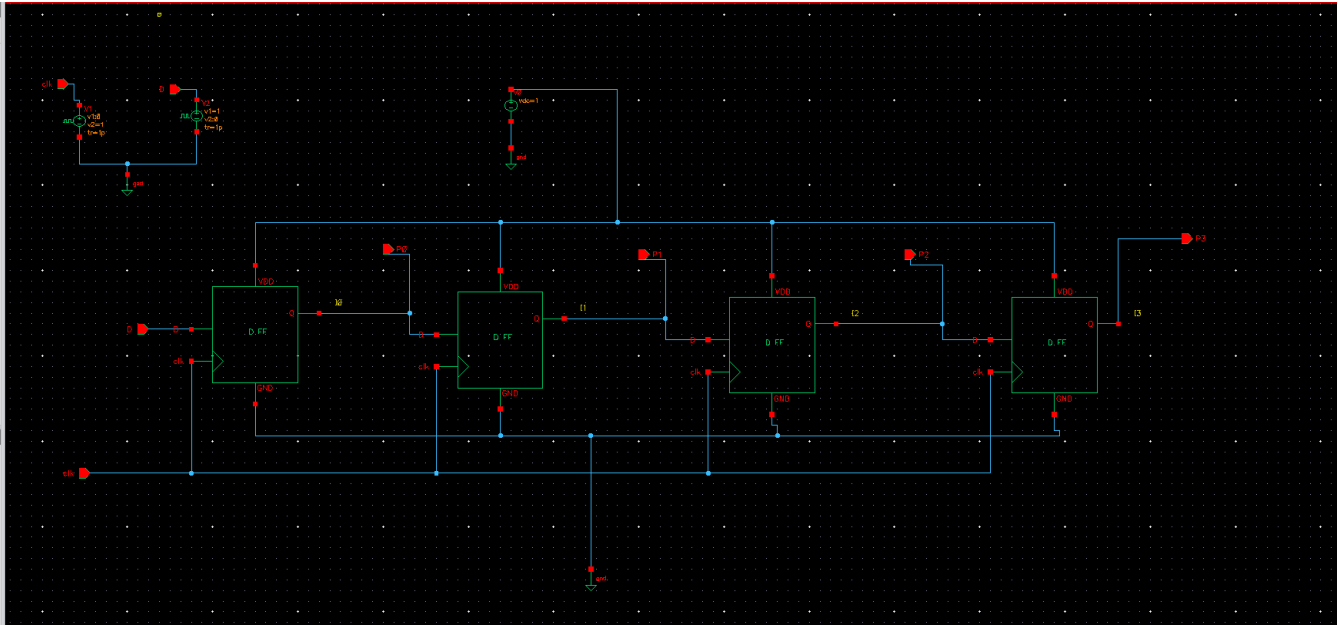 clk
V1
v1:0
v2=1
tr=1p
D
V2
v1=1
v2:0
tr=1p
gnd
vdc=1
gnd
P0
P1
P2
P3
VDD
D FF
D
D
clk
Q
GND
I0
VDD
D FF
D
clk
Q
GND
I1
VDD
D FF
D
clk
Q
GND
I2
VDD
D FF
D
clk
Q
GND
I3
clk
gnd